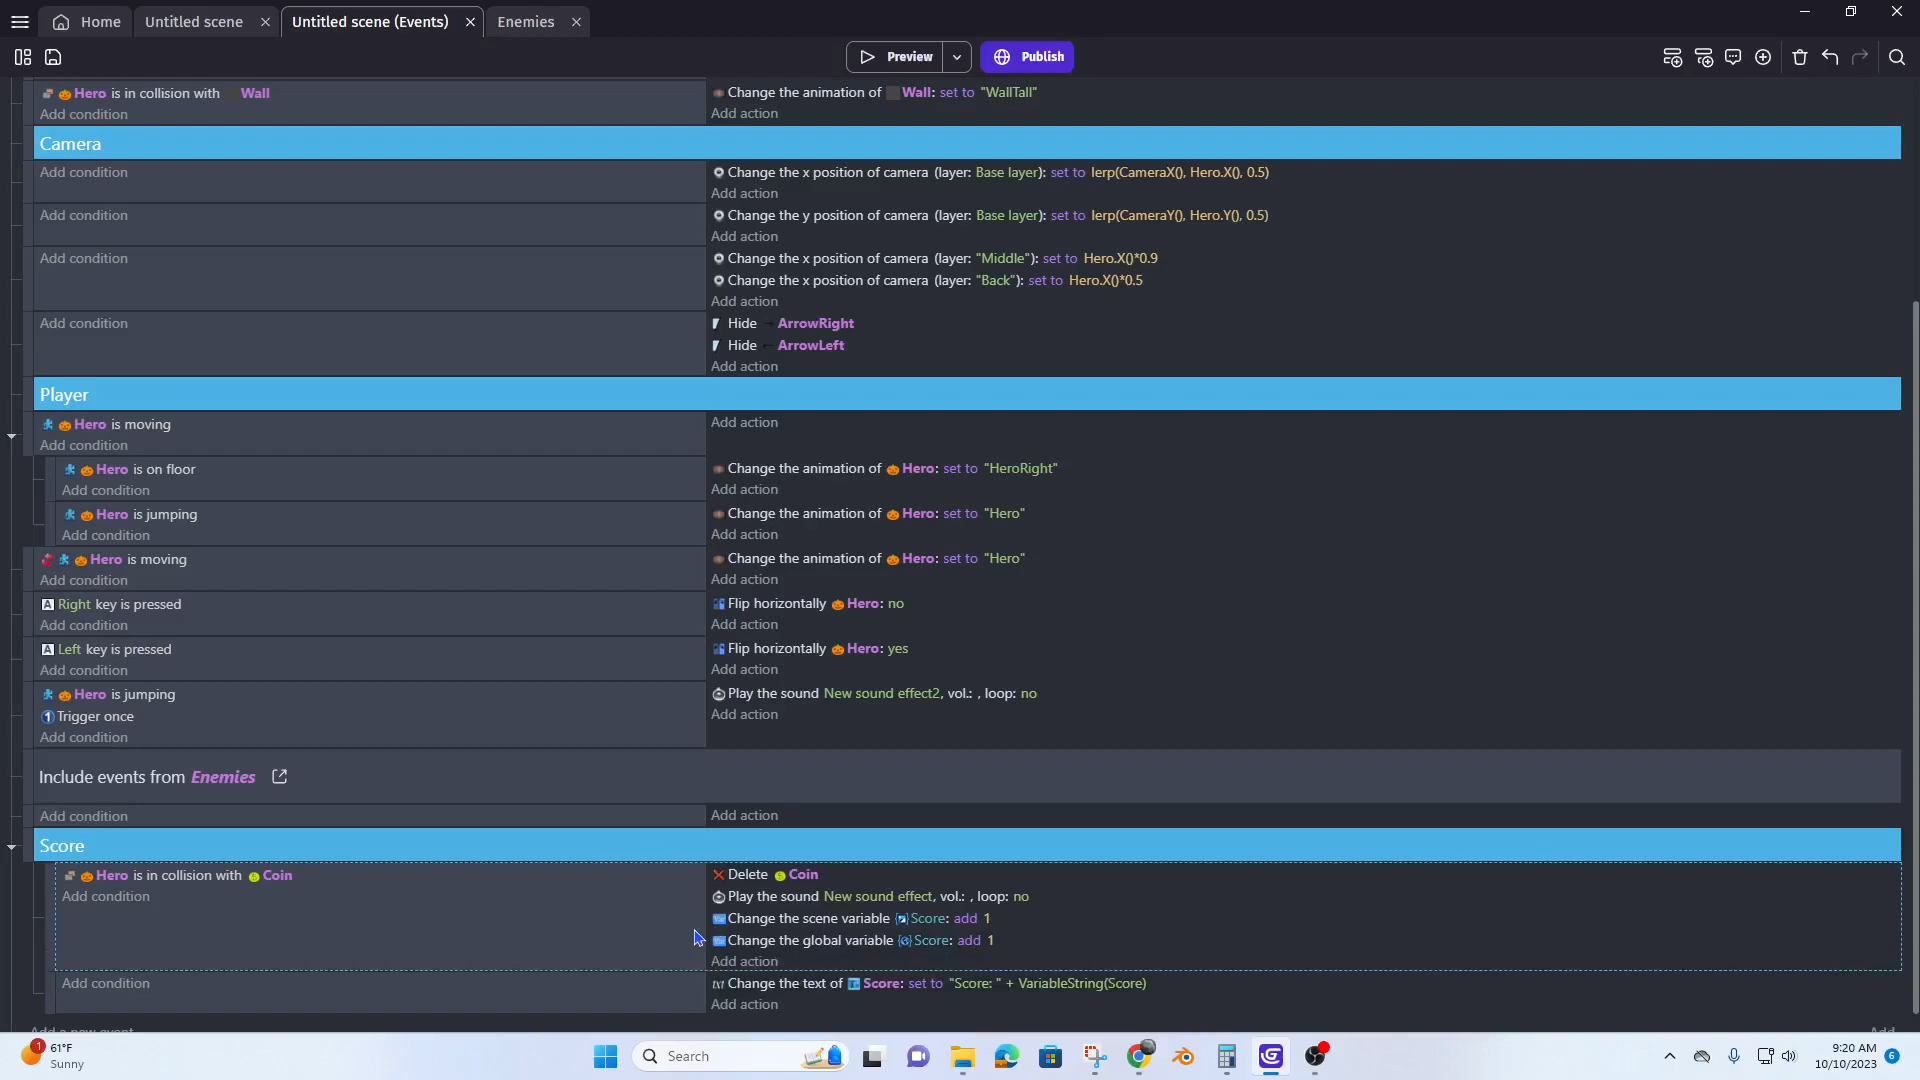 Home
Untitled scene
Untitled scene (Events)
Enemies
Preview
Publish
Hero is in collision with Wall
Add condition
Change the animation of Wall: set to "WallTall"
Add action
Camera
Add condition
Change the x position of camera (layer: Base layer): set to lerp(CameraX(), Hero.X(), 0.5)
Add action
Add condition
Change the y position of camera (layer: Base layer): set to lerp(CameraY(), Hero.Y(), 0.5)
Add action
Add condition
Change the x position of camera (layer: "Middle"): set to Hero.X()*0.9
Change the x position of camera (layer: "Back"): set to Hero.X()*0.5
Add action
Add condition
Hide ArrowRight
Hide ArrowLeft
Add action
Player
Hero is moving
Add condition
Add action
Hero is on floor
Add condition
Change the animation of Hero: set to "HeroRight"
Add action
Hero is jumping
Add condition
Change the animation of Hero: set to "Hero"
Add action
Hero is moving
Add condition
Change the animation of Hero: set to "Hero"
Add action
Right key is pressed
Add condition
Flip horizontally Hero: no
Add action
Left key is pressed
Add condition
Flip horizontally Hero: yes
Add action
Hero is jumping
Trigger once
Add condition
Play the sound New sound effect2, vol.: , loop: no
Add action
Include events from Enemies
Add condition
Add action
Score
Hero is in collision with Coin
Add condition
Delete Coin
Play the sound New sound effect, vol.: , loop: no
Change the scene variable Score: add 1
Change the global variable Score: add 1
Add action
Add condition
Change the text of Score: set to "Score: " + VariableString(Score)
Add action
Add a new event
Add
1
61°F
Sunny
Search
9:20 AM
10/10/2023
6